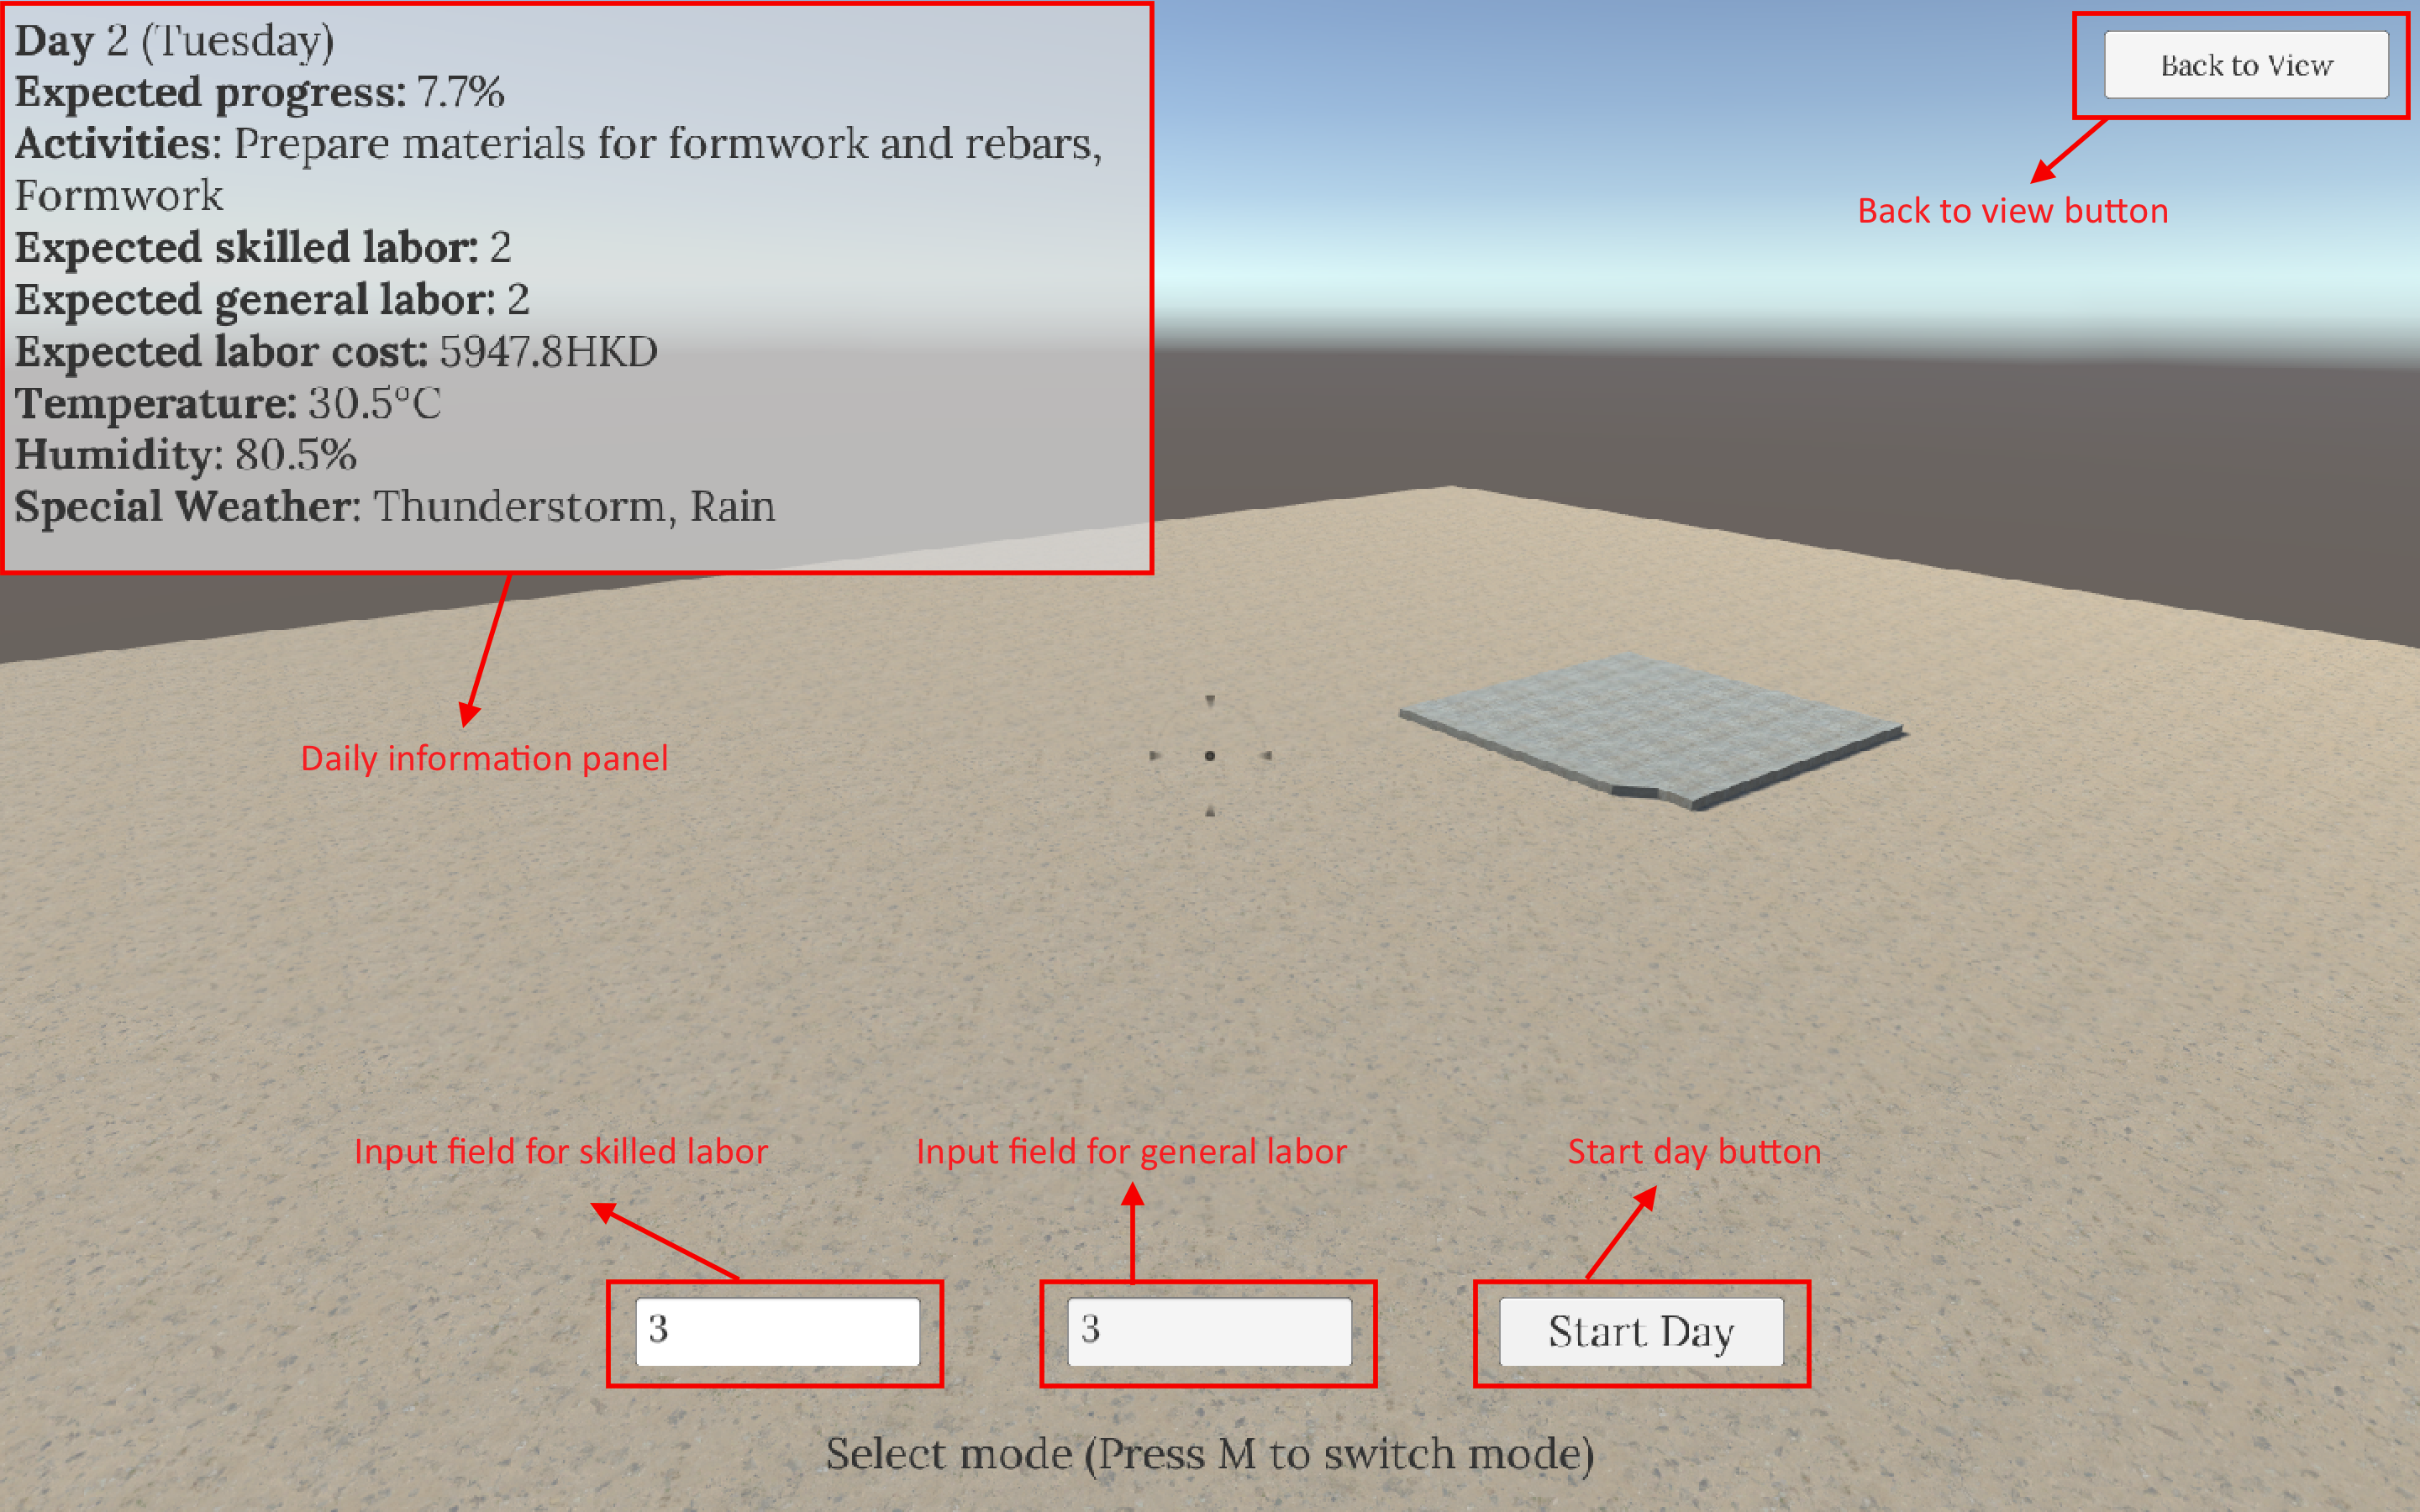 Day 2 (Tuesday)
Expected progress: 7.7%
Activities: Prepare materials for formwork and rebars,
Formwork
Expected skilled labor: 2
Expected general labor: 2
Expected labor cost: 5947.8HKD
Temperature: 30.5°C
Humidity: 80.5%
Special Weather: Thunderstorm, Rain
Back to View
Back to view button
Daily information panel
Input field for skilled labor
Input field for general labor
Start day button
3
3
Start Day
Select mode (Press M to switch mode)